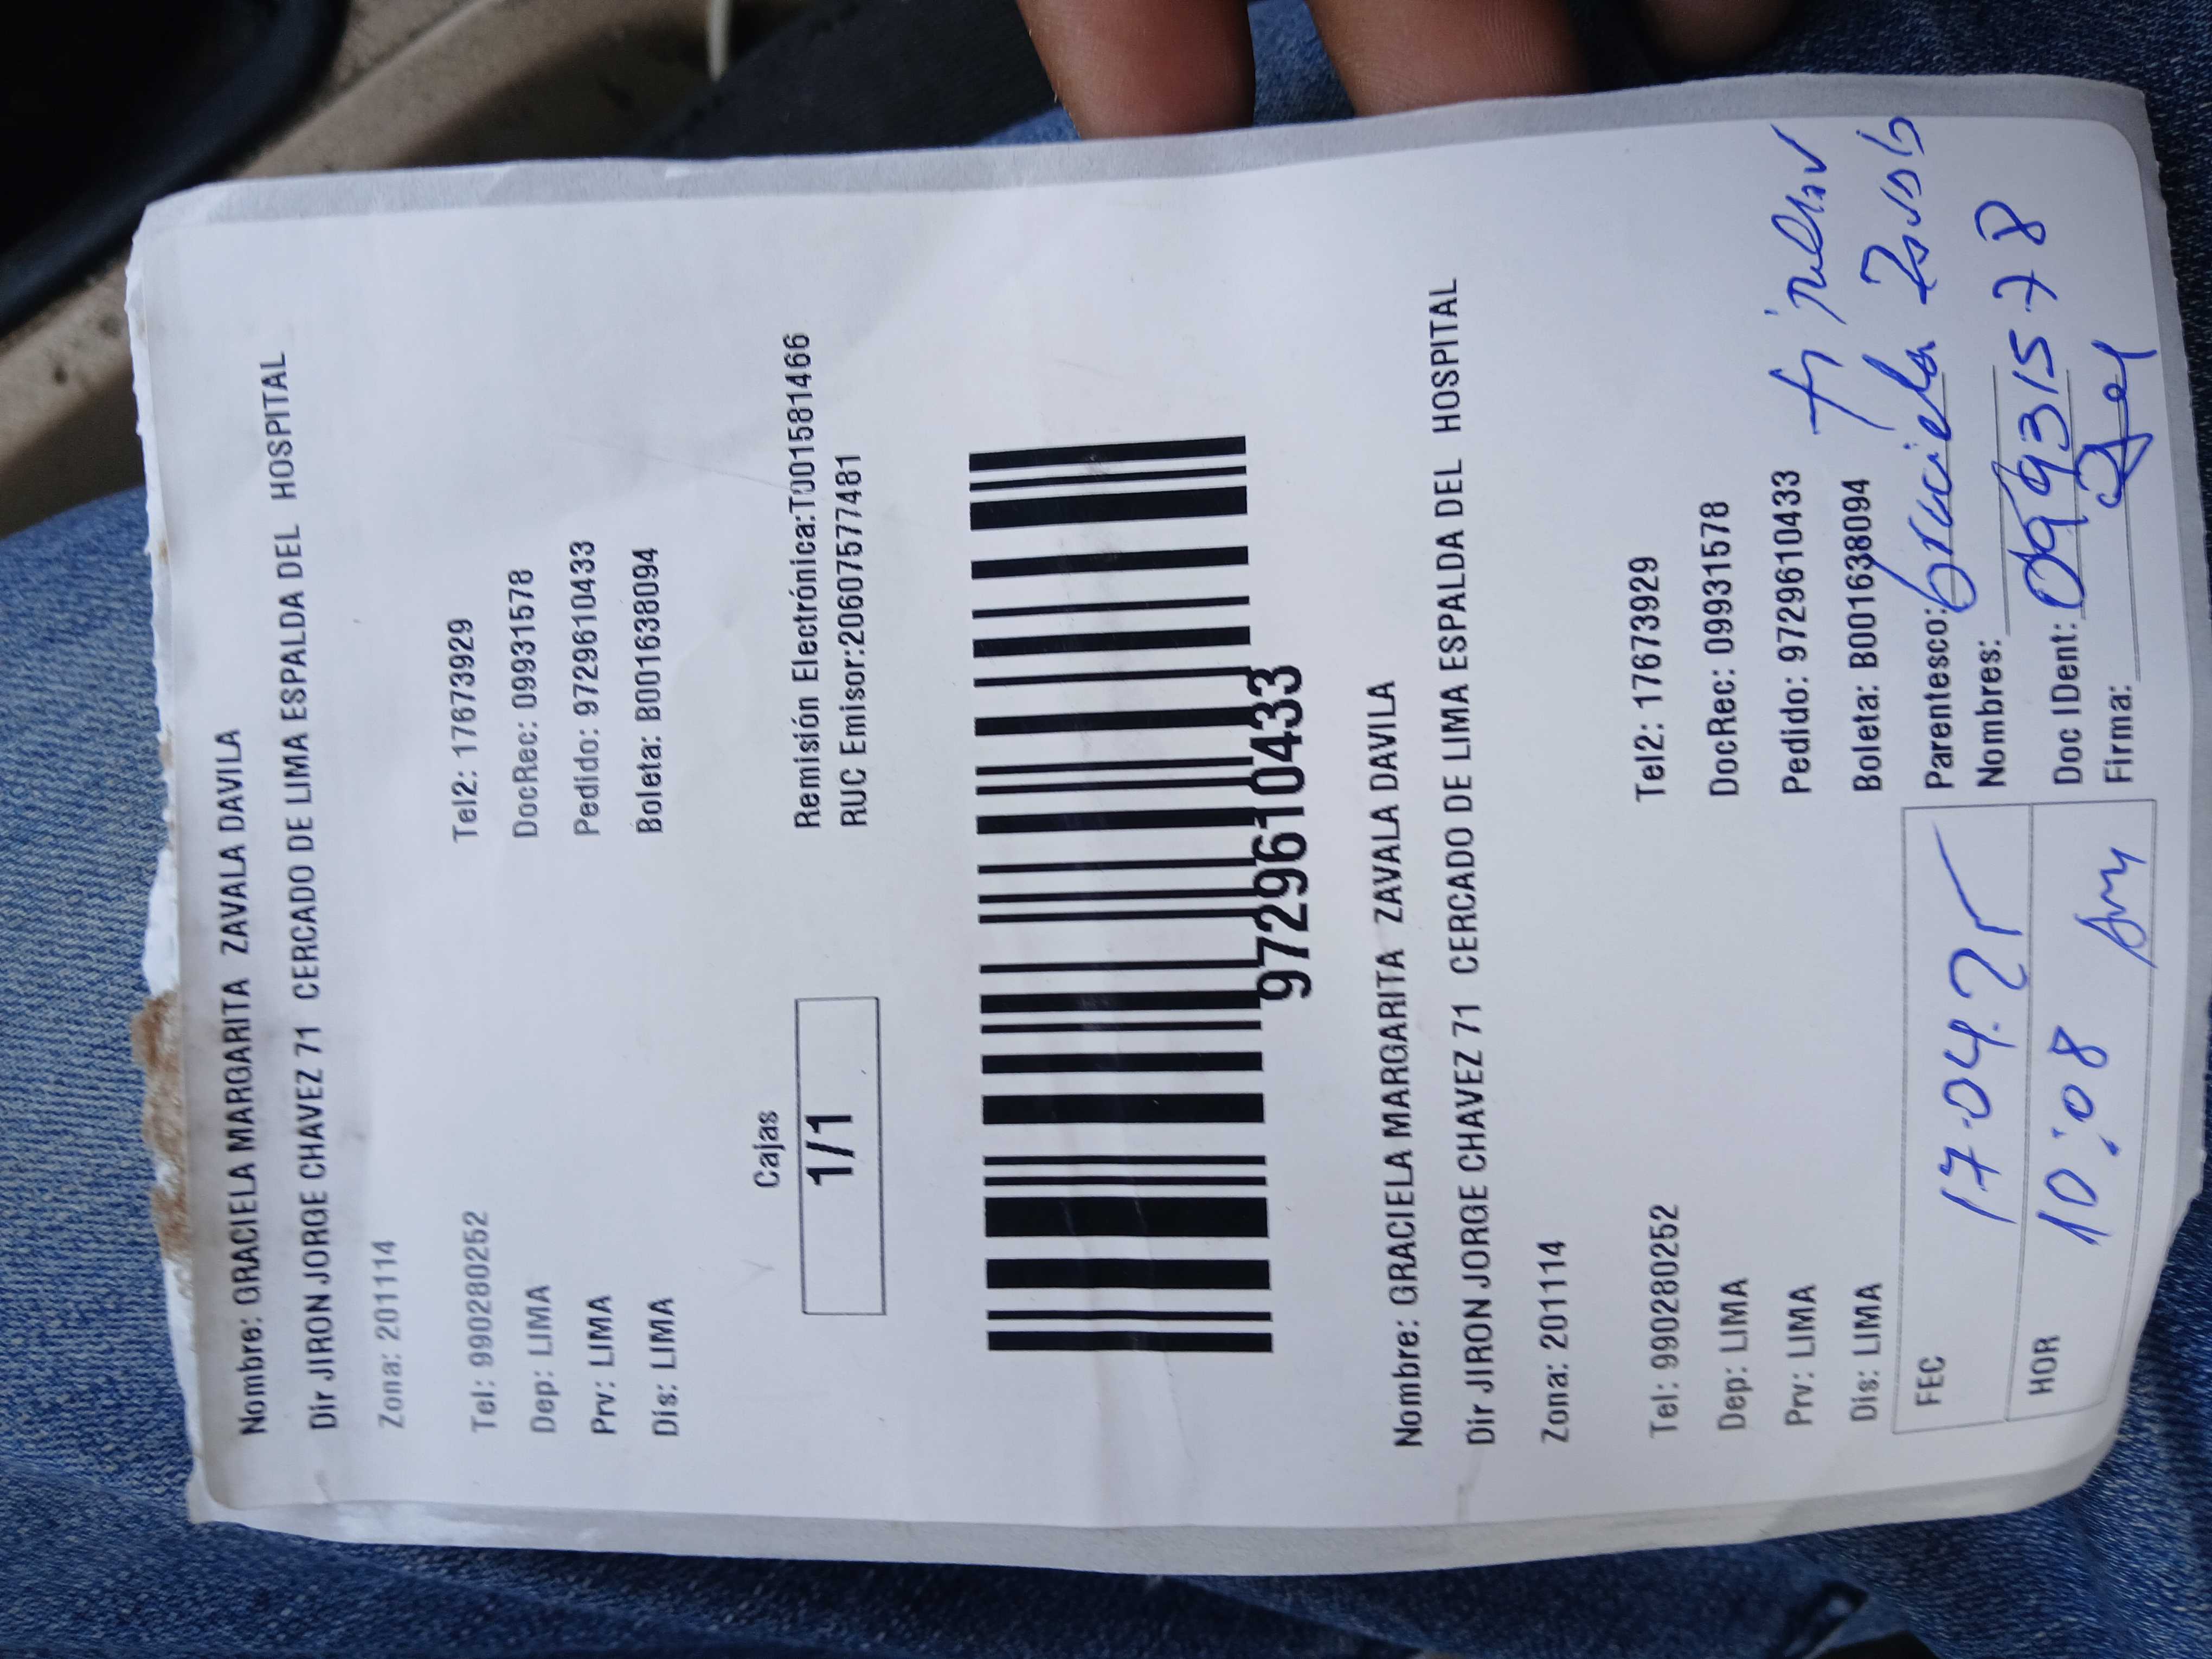 Nombre: GRACIELA MARGARITA ZAVALA DAVILA
Dir JIRON JORGE CHAVEZ 71 CERCADO DE LIMA ESPALDA DEL HOSPITAL
Zona: 201114
Tel: 990280252 Tel2: 17673929
Dep: LIMA DocRec: 09931578
Prv: LIMA Pedido: 9729610433
Dis: LIMA Boleta: B001638094
Cajas
1/1
Remisión Electrónica:T001581466
RUC Emisor:20607577481
9729610433
Nombre: GRACIELA MARGARITA ZAVALA DAVILA
Dir JIRON JORGE CHAVEZ 71 CERCADO DE LIMA ESPALDA DEL HOSPITAL
Zona: 201114
Tel: 990280252 Tel2: 17673929
Dep: LIMA DocRec: 09931578
Prv: LIMA Pedido: 9729610433
Dis: LIMA Boleta: B001638094
FEC 17.04.25 Parentesco:
Nombres: Graciela
HOR 10:08 Am Doc IDent: 09931578
Firma: